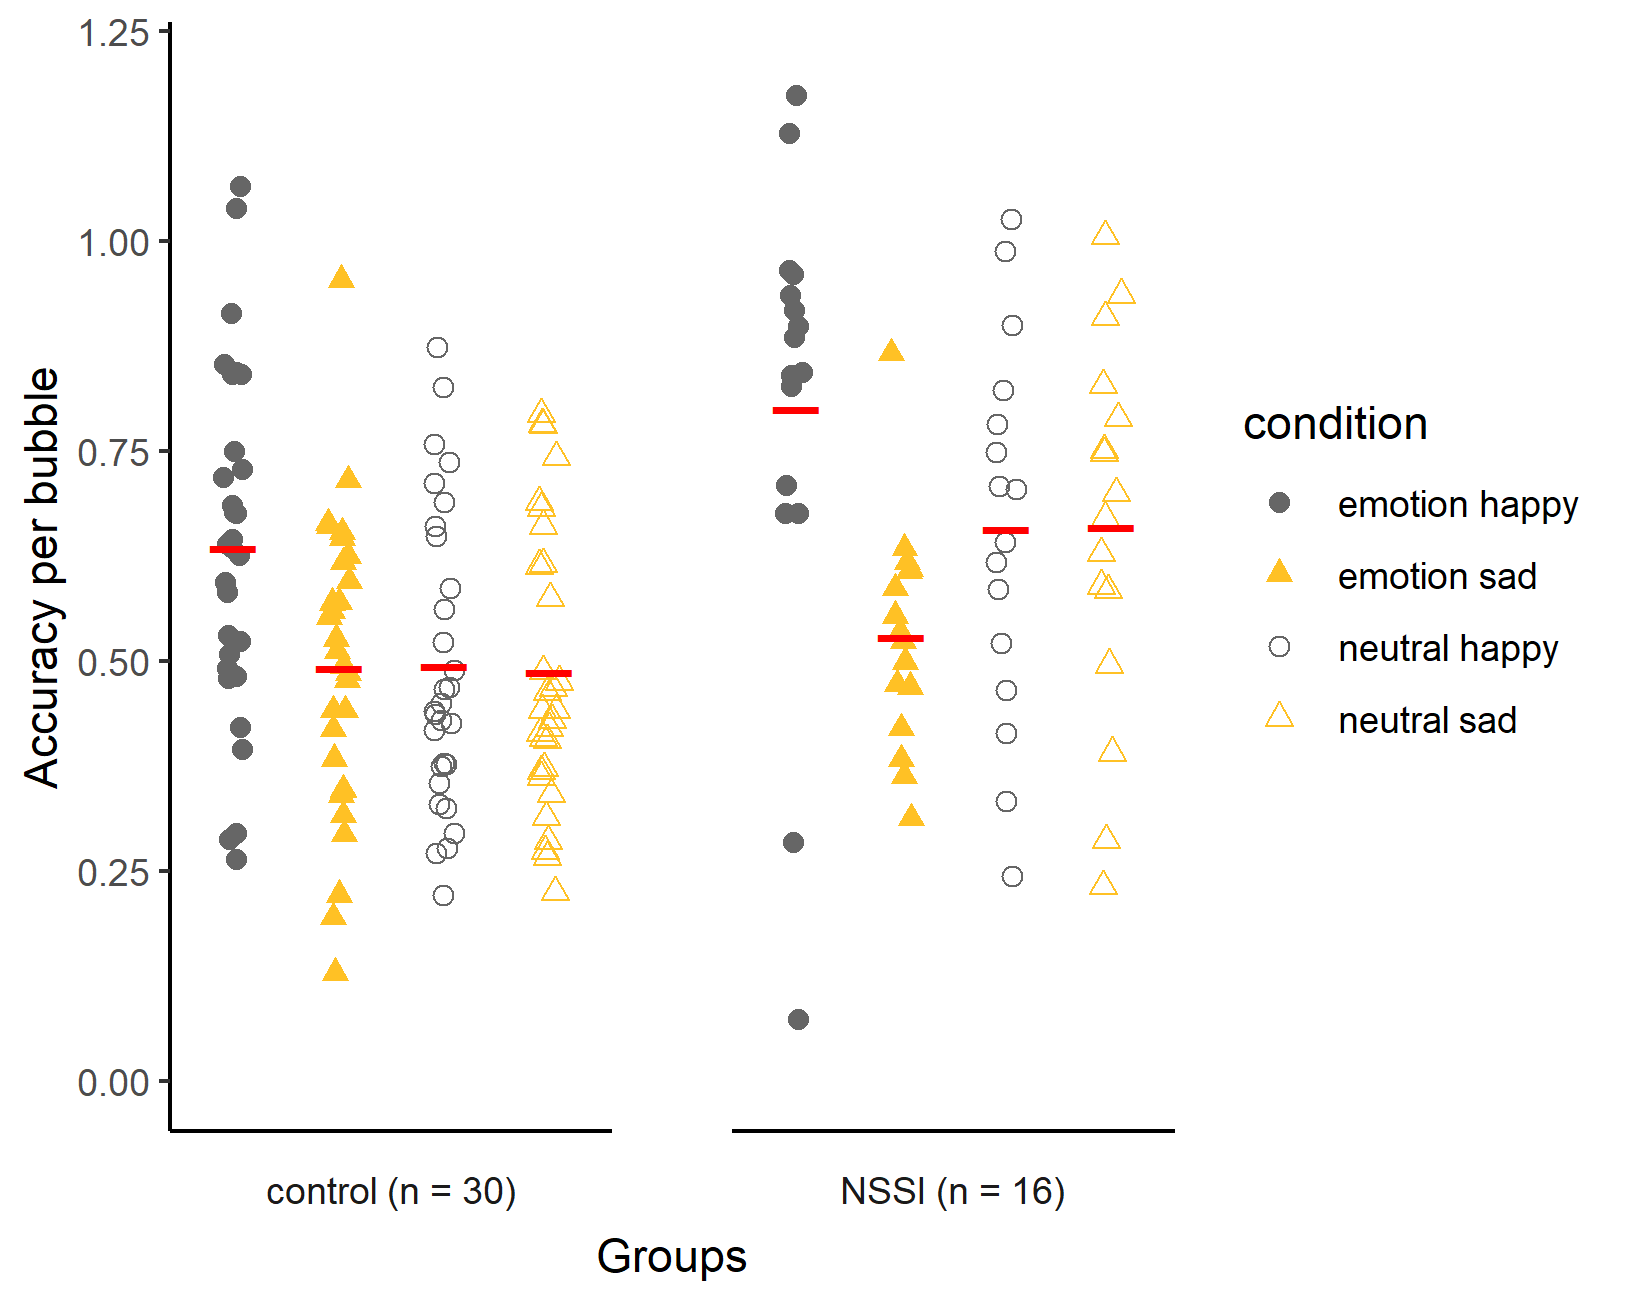 1.25
1.00
0.75
0.50
0.25
0.00
Accuracy per bubble
control (n = 30)
NSSI (n = 16)
Groups
condition
emotion happy
emotion sad
neutral happy
neutral sad